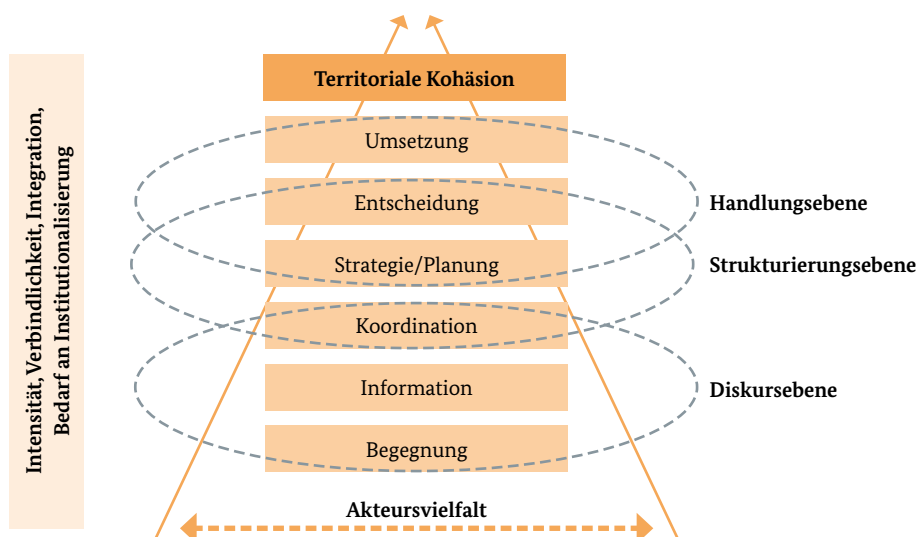 Intensität, Verbindlichkeit, Integration,
Bedarf an Institutionalisierung
Territoriale Kohäsion
Umsetzung
Entscheidung
Handlungsebene
Strategie/Planung
Strukturierungsebene
Koordination
Information
Diskursebene
Begegnung
Akteursvielfalt